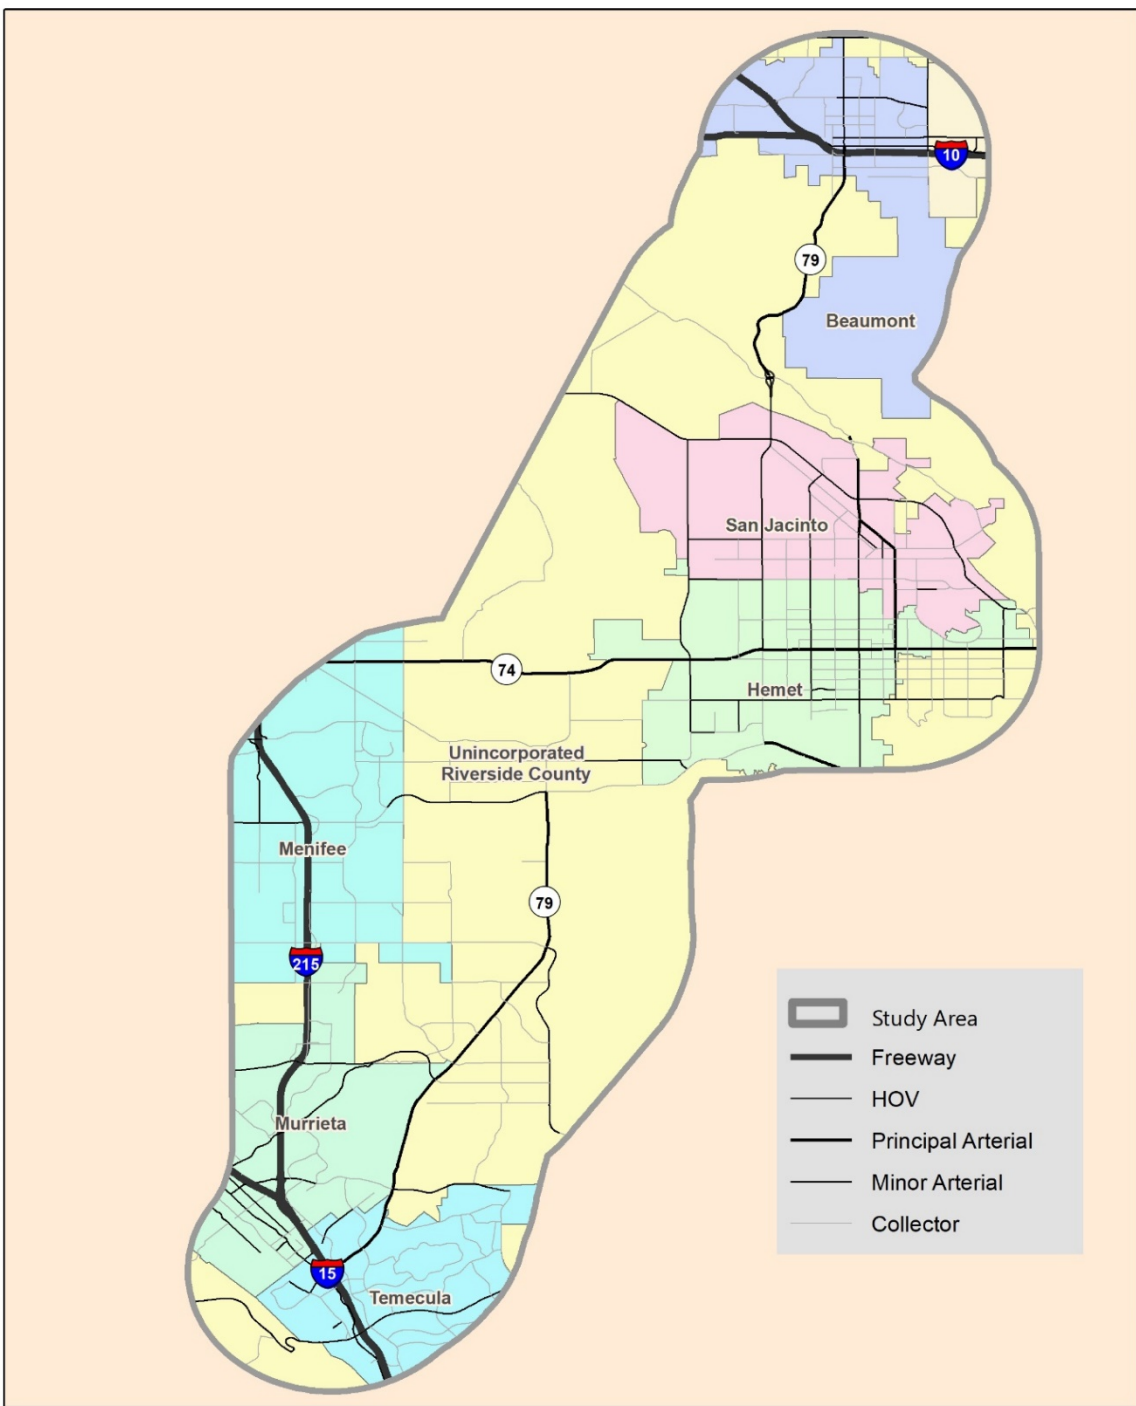 10
79
Beaumont
San Jacinto
Hemet
74
Unincorporated
Riverside County
Menifee
79
215
Murrieta
15
Temecula
Study Area
Freeway
HOV
Principal Arterial
Minor Arterial
Collector